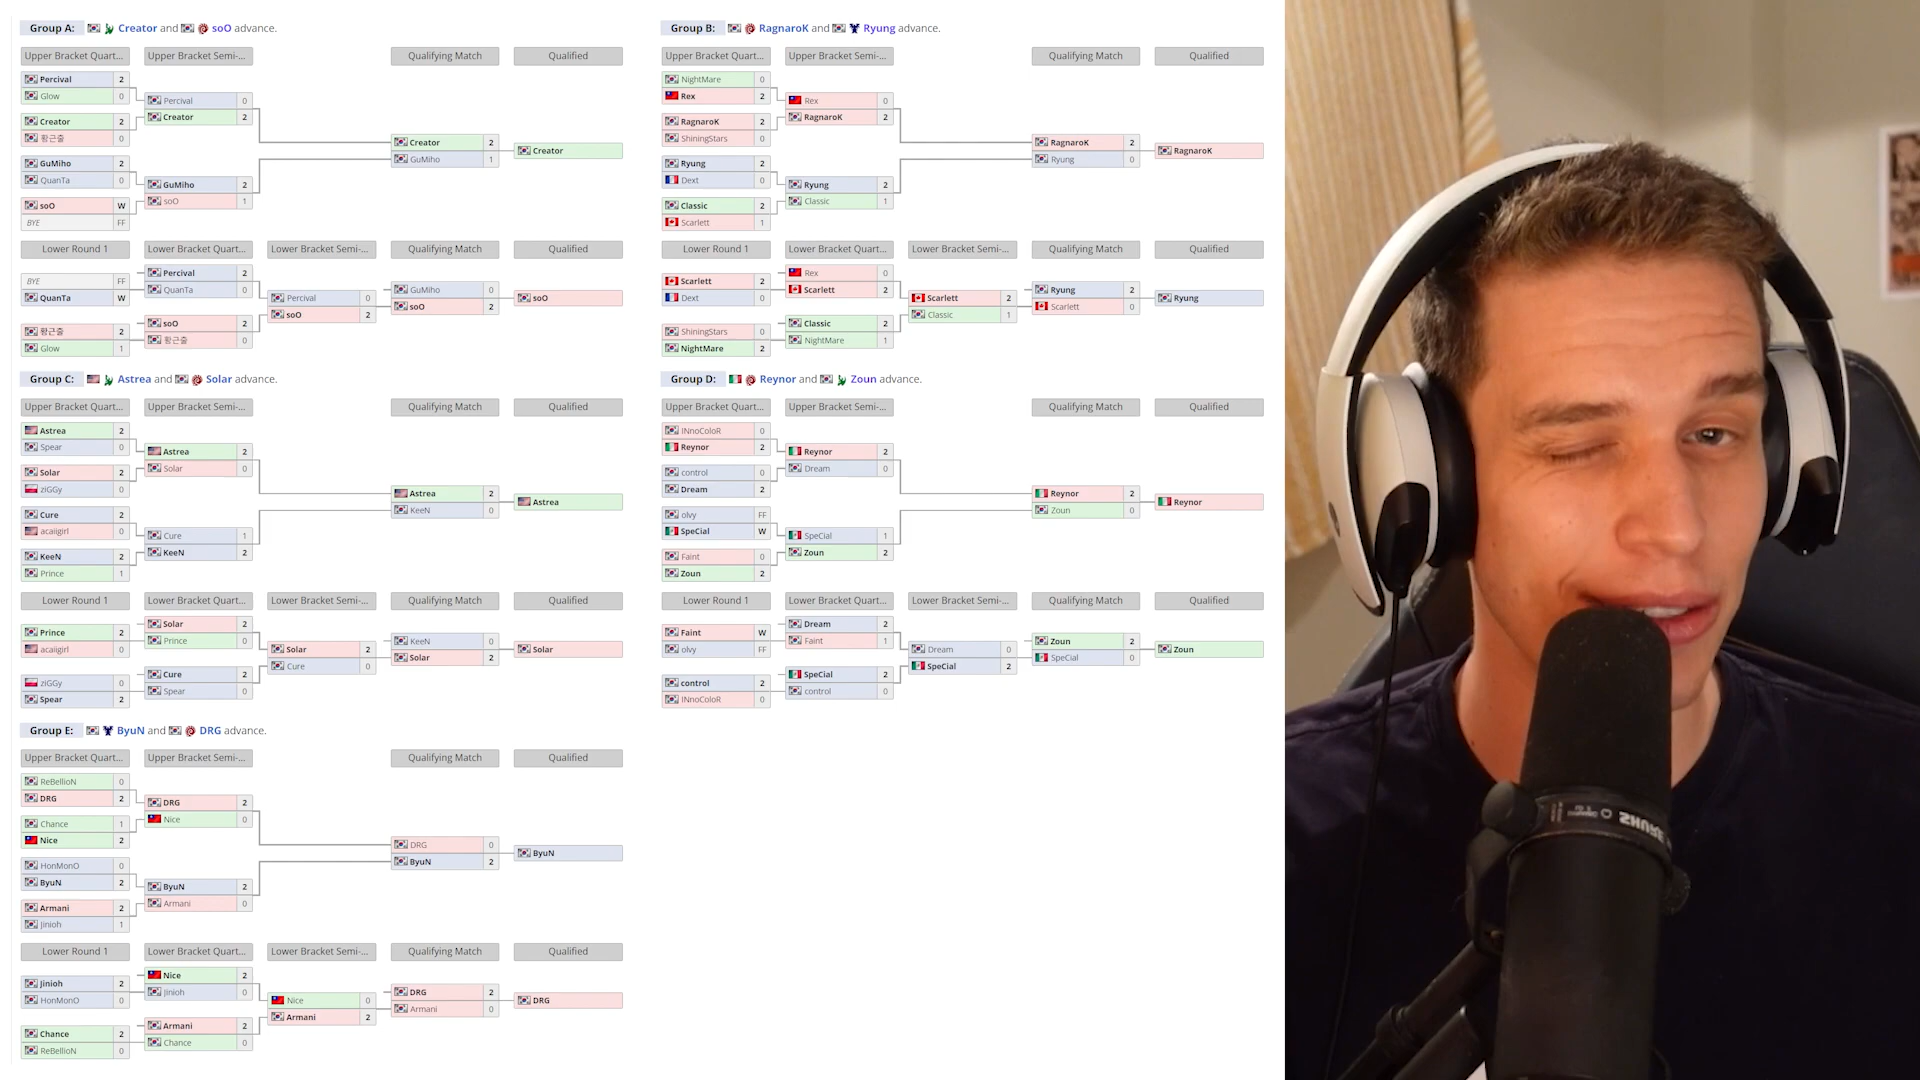 Group A: Creator and soO advance.
Upper Bracket Quart... Upper Bracket Semi-... Qualifying Match Qualified
Percival 2
Glow 0
Percival 0
Creator 2
Creator 2
황근출 0
Creator 2
GuMiho 1
Creator
GuMiho 2
QuanTa 0
GuMiho 2
soO 1
soO W
BYE FF
Lower Round 1 Lower Bracket Quart... Lower Bracket Semi-... Qualifying Match Qualified
BYE FF
QuanTa W
Percival 2
QuanTa 0
Percival 0
soO 2
GuMiho 0
soO 2
soO
황근출 2
Glow 1
soO 2
황근출 0
Group B: RagnaroK and Ryung advance.
Upper Bracket Quart... Upper Bracket Semi-... Qualifying Match Qualified
NightMare 0
Rex 2
Rex 0
RagnaroK 2
RagnaroK 2
ShiningStars 0
RagnaroK 2
Ryung 0
RagnaroK
Ryung 2
Dext 0
Ryung 2
Classic 1
Classic 2
Scarlett 1
Lower Round 1 Lower Bracket Quart... Lower Bracket Semi-... Qualifying Match Qualified
Scarlett 2
Dext 0
Rex 0
Scarlett 2
Scarlett 2
Classic 1
Ryung 2
Scarlett 0
Ryung
ShiningStars 0
NightMare 2
Classic 2
NightMare 1
Group C: Astrea and Solar advance.
Upper Bracket Quart... Upper Bracket Semi-... Qualifying Match Qualified
Astrea 2
Spear 0
Astrea 2
Solar 0
Solar 2
ziGGy 0
Astrea 2
KeeN 0
Astrea
Cure 2
acaiigirl 0
Cure 1
KeeN 2
KeeN 2
Prince 1
Lower Round 1 Lower Bracket Quart... Lower Bracket Semi-... Qualifying Match Qualified
Prince 2
acaiigirl 0
Solar 2
Prince 0
Solar 2
Cure 0
KeeN 0
Solar 2
Solar
ziGGy 0
Spear 2
Cure 2
Spear 0
Group D: Reynor and Zoun advance.
Upper Bracket Quart... Upper Bracket Semi-... Qualifying Match Qualified
INnoColoR 0
Reynor 2
Reynor 2
Dream 0
control 0
Dream 2
Reynor 2
Zoun 0
Reynor
olvy FF
SpeCial W
SpeCial 1
Zoun 2
Faint 0
Zoun 2
Lower Round 1 Lower Bracket Quart... Lower Bracket Semi-... Qualifying Match Qualified
Faint W
olvy FF
Dream 2
Faint 1
Dream 0
SpeCial 2
Zoun 2
SpeCial 0
Zoun
control 2
INnoColoR 0
SpeCial 2
control 0
Group E: ByuN and DRG advance.
Upper Bracket Quart... Upper Bracket Semi-... Qualifying Match Qualified
ReBellioN 0
DRG 2
DRG 2
Nice 0
Chance 1
Nice 2
DRG 0
ByuN 2
ByuN
HonMonO 0
ByuN 2
ByuN 2
Armani 0
Armani 2
Jinioh 1
Lower Round 1 Lower Bracket Quart... Lower Bracket Semi-... Qualifying Match Qualified
Jinioh 2
HonMonO 0
Nice 2
Jinioh 0
Nice 0
Armani 2
DRG 2
Armani 0
DRG
Chance 2
ReBellioN 0
Armani 2
Chance 0
SHURE